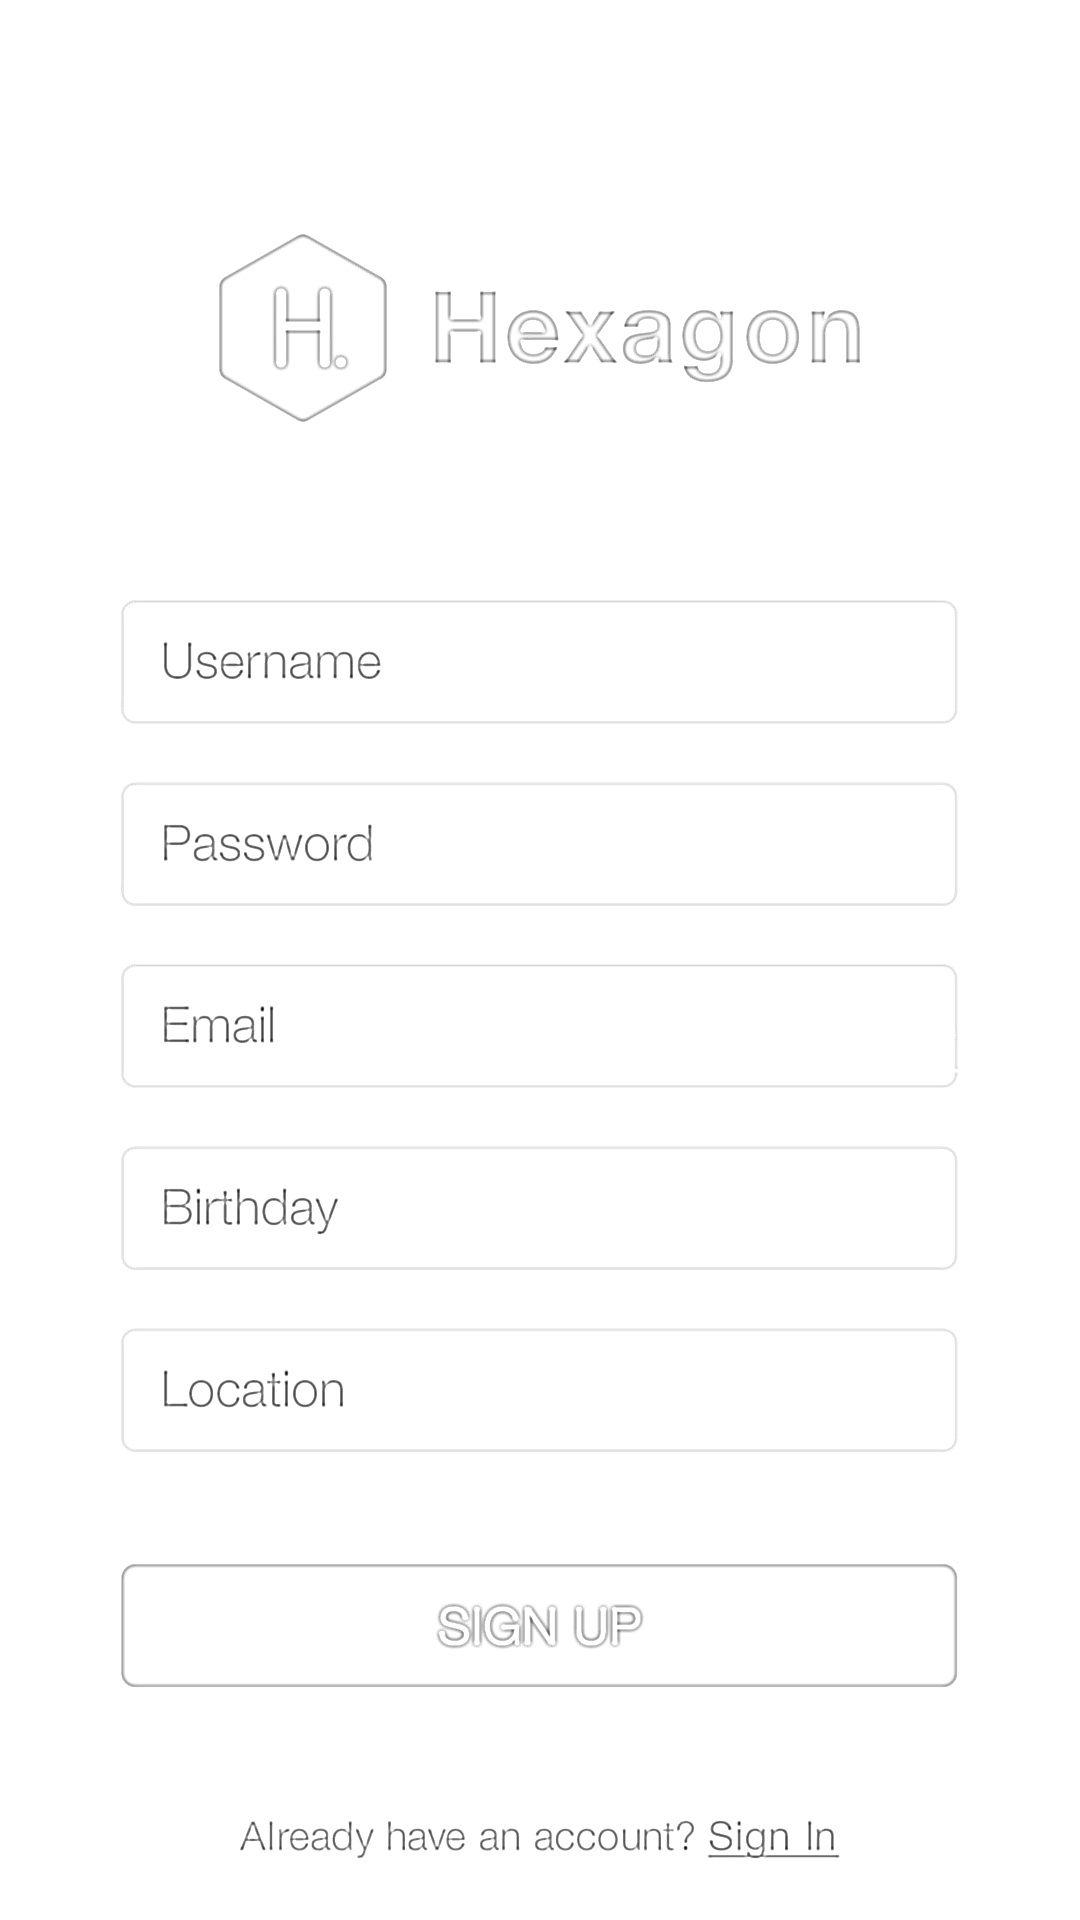 H. Hexagon
Username
Password
Email
Birthday
Location
SIGN UP
Already have an account? Sign In